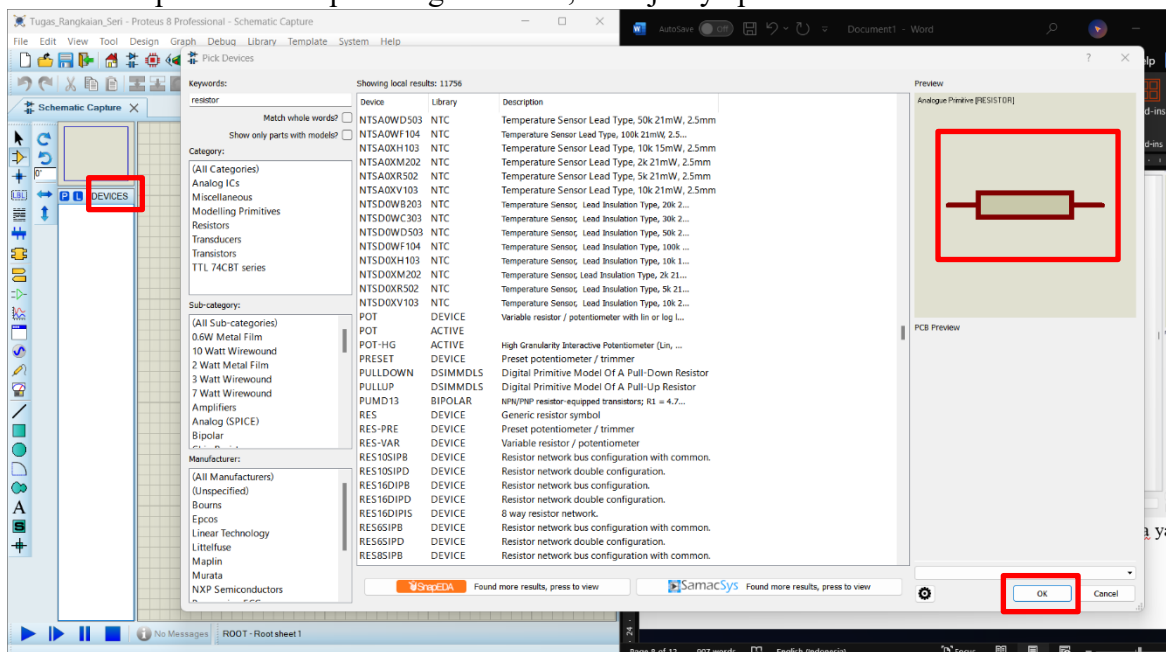 Tugas_Rangkaian_Seri - Proteus 8 Professional - Schematic Capture
AutoSave Off Document1 - Word
File Edit View Tool Design Graph Debug Library Template System Help
Pick Devices
Schematic Capture
0°
LBL
P L DEVICES
A
S
Keywords:
resistor
Match whole words?
Show only parts with models?
Category:
(All Categories)
Analog ICs
Miscellaneous
Modelling Primitives
Resistors
Transducers
Transistors
TTL 74CBT series
Sub-category:
(All Sub-categories)
0.6W Metal Film
10 Watt Wirewound
2 Watt Metal Film
3 Watt Wirewound
7 Watt Wirewound
Amplifiers
Analog (SPICE)
Bipolar
Manufacturer:
(All Manufacturers)
(Unspecified)
Bourns
Epcos
Linear Technology
Littelfuse
Maplin
Murata
NXP Semiconductors
Showing local results: 11756
Device Library Description
NTSA0WD503 NTC Temperature Sensor Lead Type, 50k 21mW, 2.5mm
NTSA0WF104 NTC Temperature Sensor Lead Type, 100k 21mW, 2.5...
NTSA0XH103 NTC Temperature Sensor Lead Type, 10k 15mW, 2.5mm
NTSA0XM202 NTC Temperature Sensor Lead Type, 2k 21mW, 2.5mm
NTSA0XR502 NTC Temperature Sensor Lead Type, 5k 21mW, 2.5mm
NTSA0XV103 NTC Temperature Sensor Lead Type, 10k 21mW, 2.5mm
NTSD0WB203 NTC Temperature Sensor, Lead Insulation Type, 20k 2...
NTSD0WC303 NTC Temperature Sensor, Lead Insulation Type, 30k 2...
NTSD0WD503 NTC Temperature Sensor, Lead Insulation Type, 50k 2...
NTSD0WF104 NTC Temperature Sensor, Lead Insulation Type, 100k ...
NTSD0XH103 NTC Temperature Sensor, Lead Insulation Type, 10k 1...
NTSD0XM202 NTC Temperature Sensor, Lead Insulation Type, 2k 21...
NTSD0XR502 NTC Temperature Sensor, Lead Insulation Type, 5k 21...
NTSD0XV103 NTC Temperature Sensor, Lead Insulation Type, 10k 2...
POT DEVICE Variable resistor / potentiometer with lin or log l...
POT ACTIVE
POT-HG ACTIVE High Granularity Interactive Potentiometer (Lin, ...
PRESET DEVICE Preset potentiometer / trimmer
PULLDOWN DSIMMDLS Digital Primitive Model Of A Pull-Down Resistor
PULLUP DSIMMDLS Digital Primitive Model Of A Pull-Up Resistor
PUMD13 BIPOLAR NPN/PNP resistor-equipped transistors; R1 = 4.7...
RES DEVICE Generic resistor symbol
RES-PRE DEVICE Preset potentiometer / trimmer
RES-VAR DEVICE Variable resistor / potentiometer
RES10SIPB DEVICE Resistor network bus configuration with common.
RES10SIPD DEVICE Resistor network double configuration.
RES16DIPB DEVICE Resistor network bus configuration.
RES16DIPD DEVICE Resistor network double configuration.
RES16DIPIS DEVICE 8 way resistor network.
RES6SIPB DEVICE Resistor network bus configuration with common.
RES6SIPD DEVICE Resistor network double configuration.
RES8SIPB DEVICE Resistor network bus configuration with common.
SnapEDA Found more results, press to view
SamacSys Found more results, press to view
Preview
Analogue Primitive [RESISTOR]
PCB Preview
OK Cancel
No Messages ROOT - Root sheet 1
24
Page 8 of 12 907 words English (Indonesia) Focus